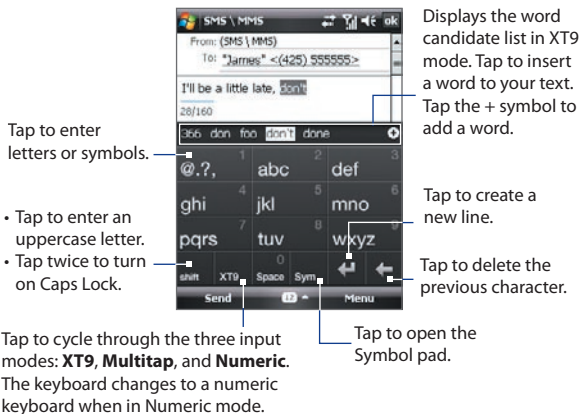 SMS \ MMS
ok
From: (SMS \ MMS)
To: "James" <(425) 555555>
I'll be a little late, don't
28/160
366 don foo don't done
1
@.?,
2
abc
3
def
4
ghi
5
jkl
6
mno
7
pqrs
8
tuv
9
wxyz
shift
XT9
0
Space
Sym
Send
12
Menu
Displays the word
candidate list in XT9
mode. Tap to insert
a word to your text.
Tap the + symbol to
add a word.
Tap to enter
letters or symbols.
• Tap to enter an
uppercase letter.
• Tap twice to turn
on Caps Lock.
Tap to create a
new line.
Tap to delete the
previous character.
Tap to cycle through the three input
modes: XT9, Multitap, and Numeric.
The keyboard changes to a numeric
keyboard when in Numeric mode.
Tap to open the
Symbol pad.